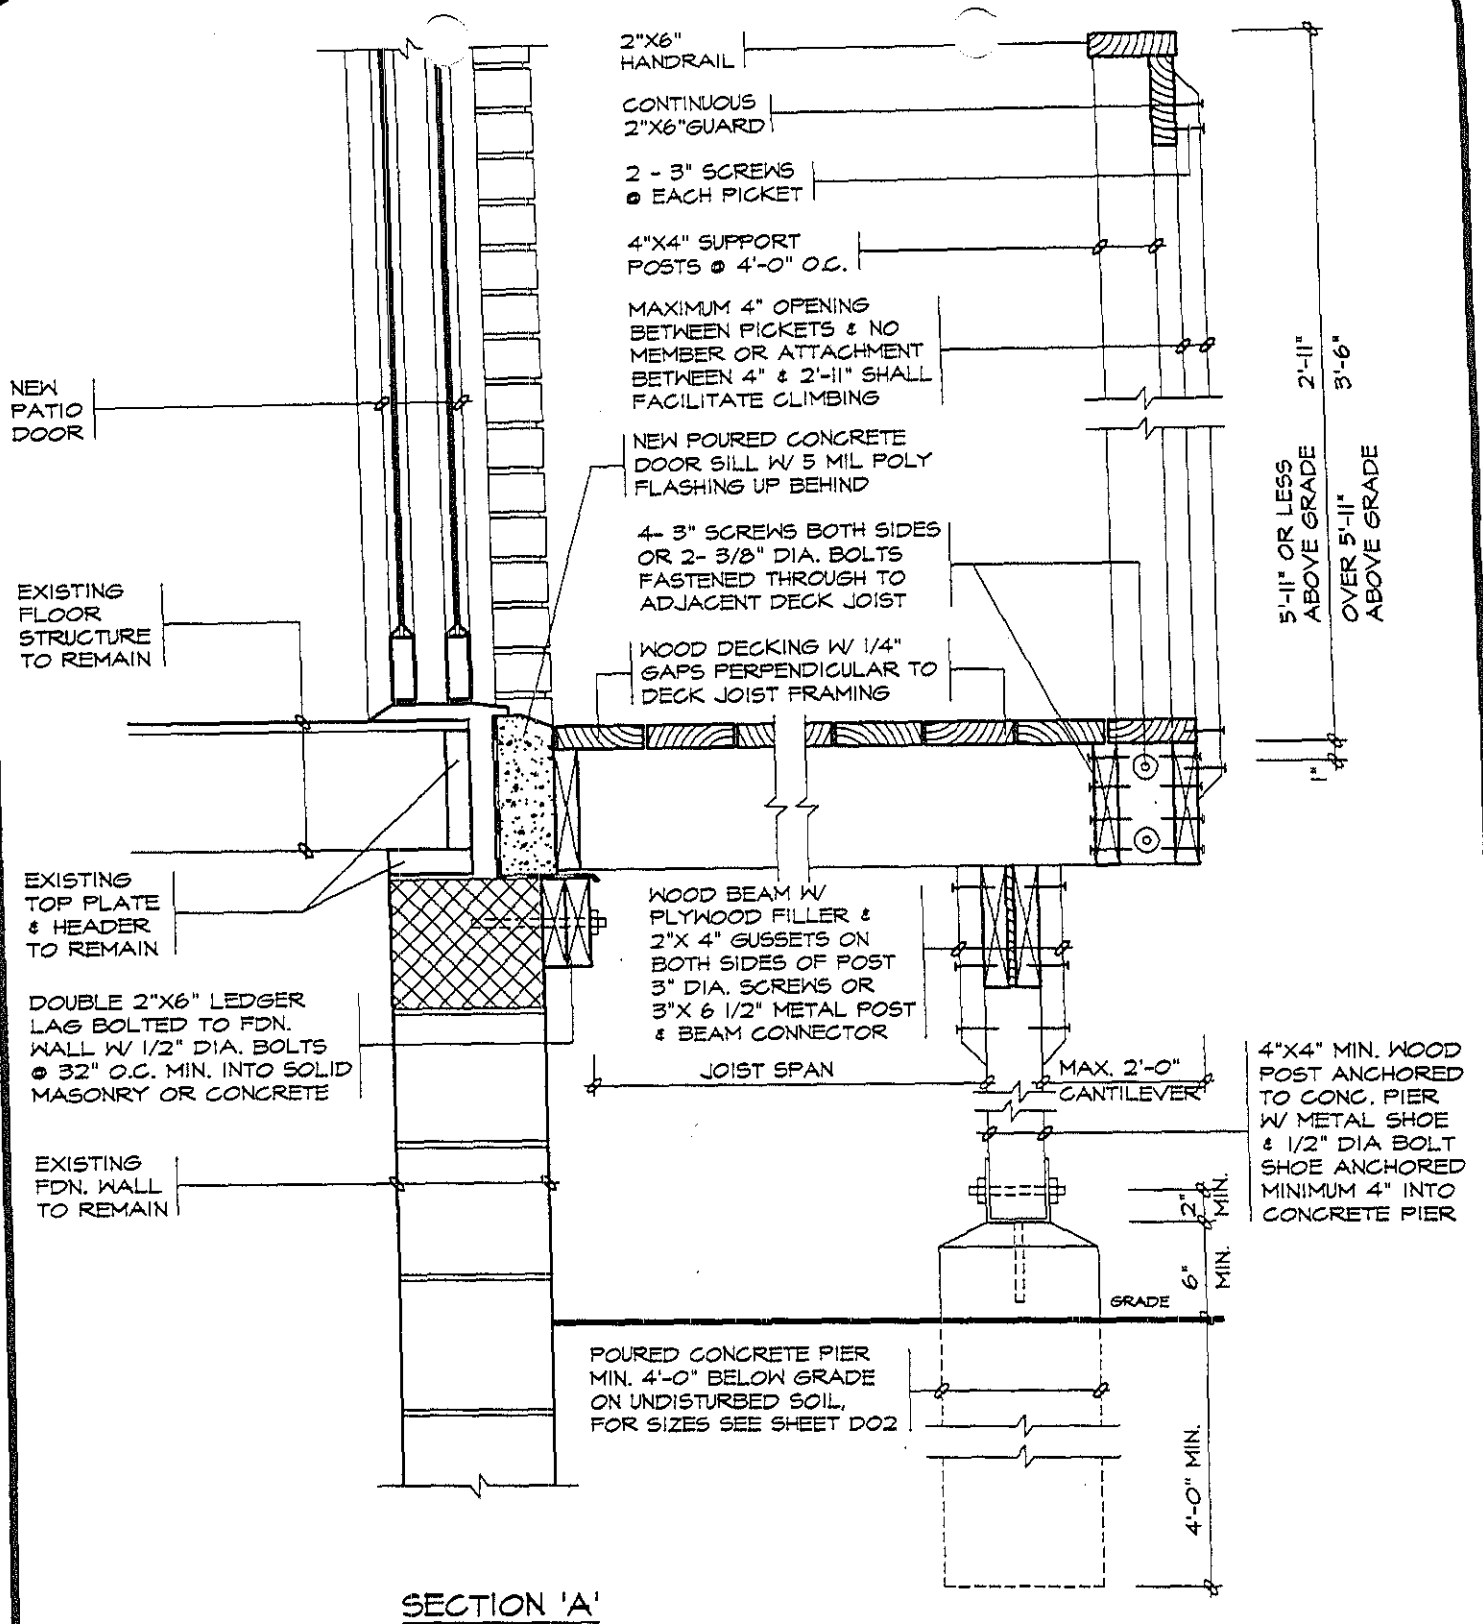 2"X6"
HANDRAIL
CONTINUOUS
2"X6"GUARD
2 - 3" SCREWS
@ EACH PICKET
4"X4" SUPPORT
POSTS @ 4'-0" O.C.
MAXIMUM 4" OPENING
BETWEEN PICKETS & NO
MEMBER OR ATTACHMENT
BETWEEN 4" & 2'-11" SHALL
FACILITATE CLIMBING
NEW
PATIO
DOOR
NEW POURED CONCRETE
DOOR SILL W/ 5 MIL POLY
FLASHING UP BEHIND
5'-11" OR LESS
ABOVE GRADE 2'-11"
OVER 5'-11" 3'-6"
ABOVE GRADE
4- 3" SCREWS BOTH SIDES
OR 2- 3/8" DIA. BOLTS
FASTENED THROUGH TO
ADJACENT DECK JOIST
EXISTING
FLOOR
STRUCTURE
TO REMAIN
WOOD DECKING W/ 1/4"
GAPS PERPENDICULAR TO
DECK JOIST FRAMING
1"
EXISTING
TOP PLATE
& HEADER
TO REMAIN
WOOD BEAM W/
PLYWOOD FILLER &
2"X 4" GUSSETS ON
BOTH SIDES OF POST
3" DIA. SCREWS OR
3"X 6 1/2" METAL POST
& BEAM CONNECTOR
DOUBLE 2"X6" LEDGER
LAG BOLTED TO FDN.
WALL W/ 1/2" DIA. BOLTS
@ 32" O.C. MIN. INTO SOLID
MASONRY OR CONCRETE
JOIST SPAN
MAX. 2'-0"
CANTILEVER
4"X4" MIN. WOOD
POST ANCHORED
TO CONC. PIER
W/ METAL SHOE
& 1/2" DIA BOLT
SHOE ANCHORED
MINIMUM 4" INTO
CONCRETE PIER
EXISTING
FDN. WALL
TO REMAIN
2"
MIN.
6"
MIN.
GRADE
POURED CONCRETE PIER
MIN. 4'-0" BELOW GRADE
ON UNDISTURBED SOIL,
FOR SIZES SEE SHEET D02
4'-0" MIN.
SECTION 'A'